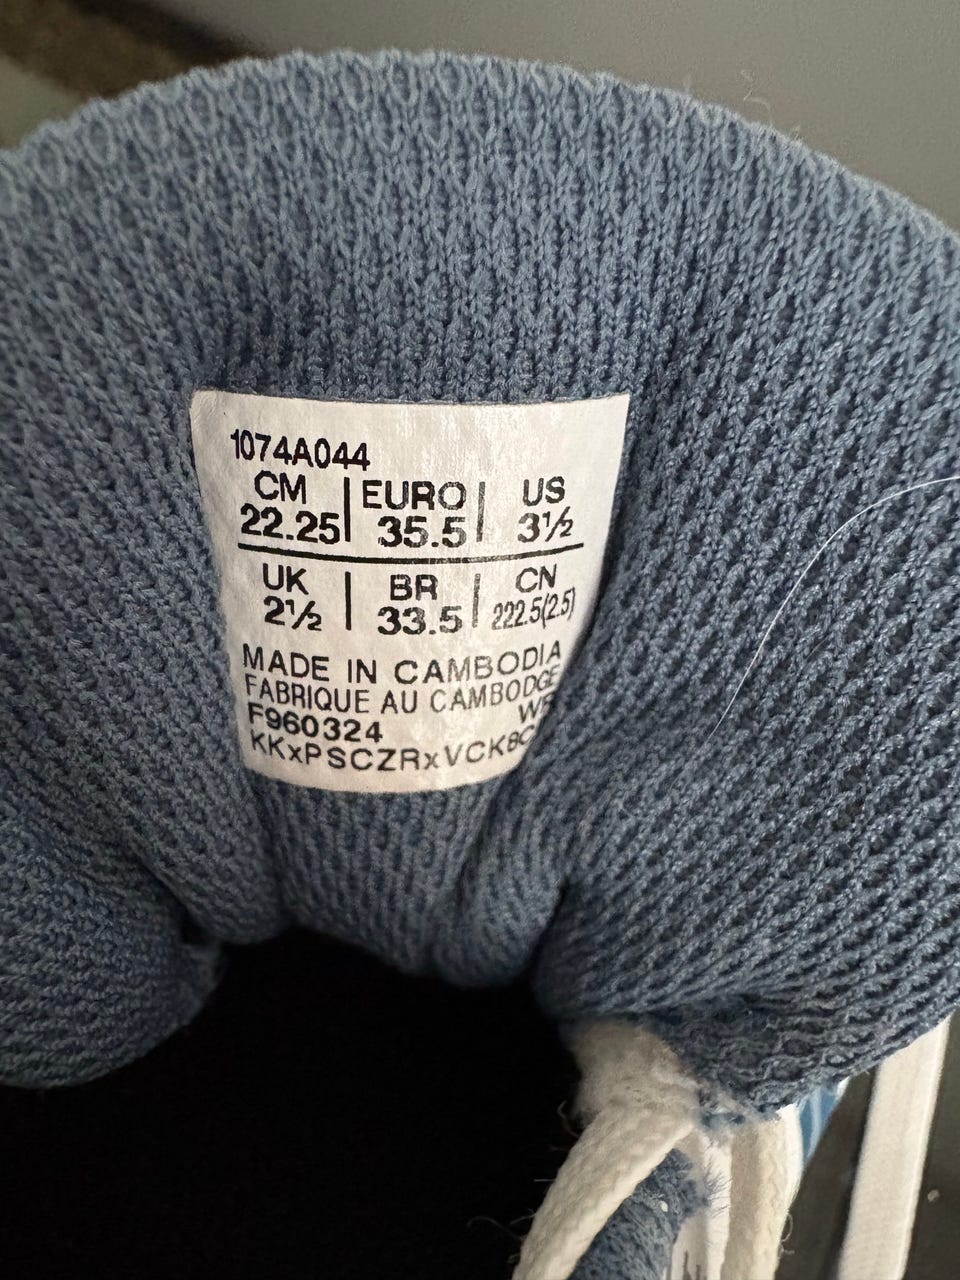 1074A044
CM | EURO | US
22.25 | 35.5 | 3½
UK | BR | CN
2½ | 33.5 | 222.5(2.5)
MADE IN CAMBODIA
FABRIQUE AU CAMBODGE
F960324
KKxPSCZRxVCK8C